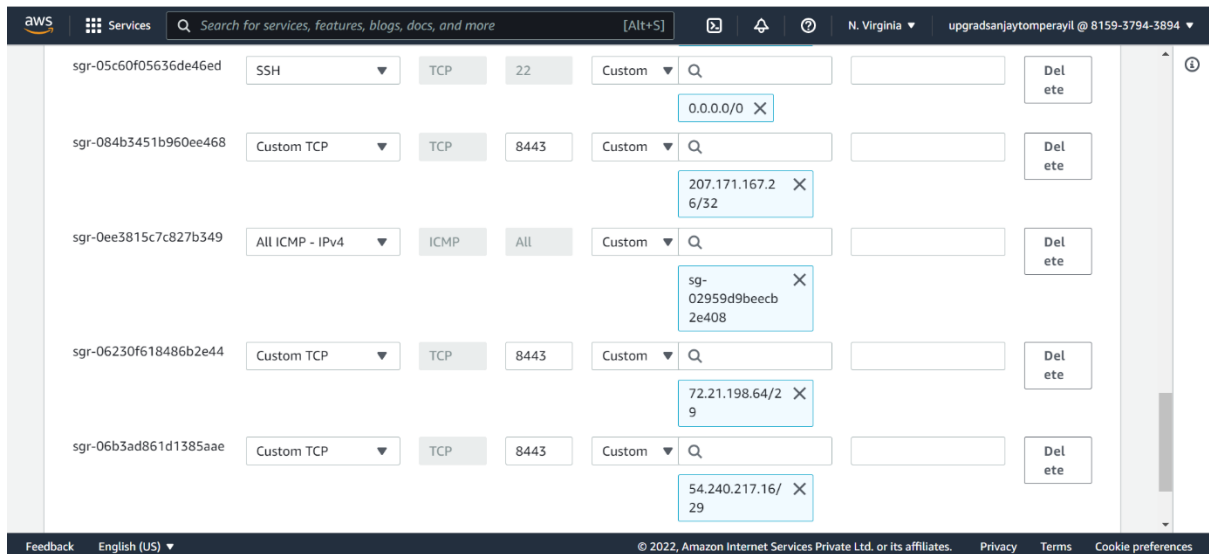 aws Services Search for services, features, blogs, docs, and more [Alt+S] N. Virginia upgradsanjaytomperayil @ 8159-3794-3894
sgr-05c60f05636de46ed SSH TCP 22 Custom Del
ete
0.0.0.0/0
sgr-084b3451b960ee468 Custom TCP TCP 8443 Custom Del
ete
207.171.167.2
6/32
sgr-0ee3815c7c827b349 All ICMP - IPv4 ICMP All Custom Del
ete
sg-
02959d9beecb
2e408
sgr-06230f618486b2e44 Custom TCP TCP 8443 Custom Del
ete
72.21.198.64/2
9
sgr-06b3ad861d1385aae Custom TCP TCP 8443 Custom Del
ete
54.240.217.16/
29
Feedback English (US) © 2022, Amazon Internet Services Private Ltd. or its affiliates. Privacy Terms Cookie preferences